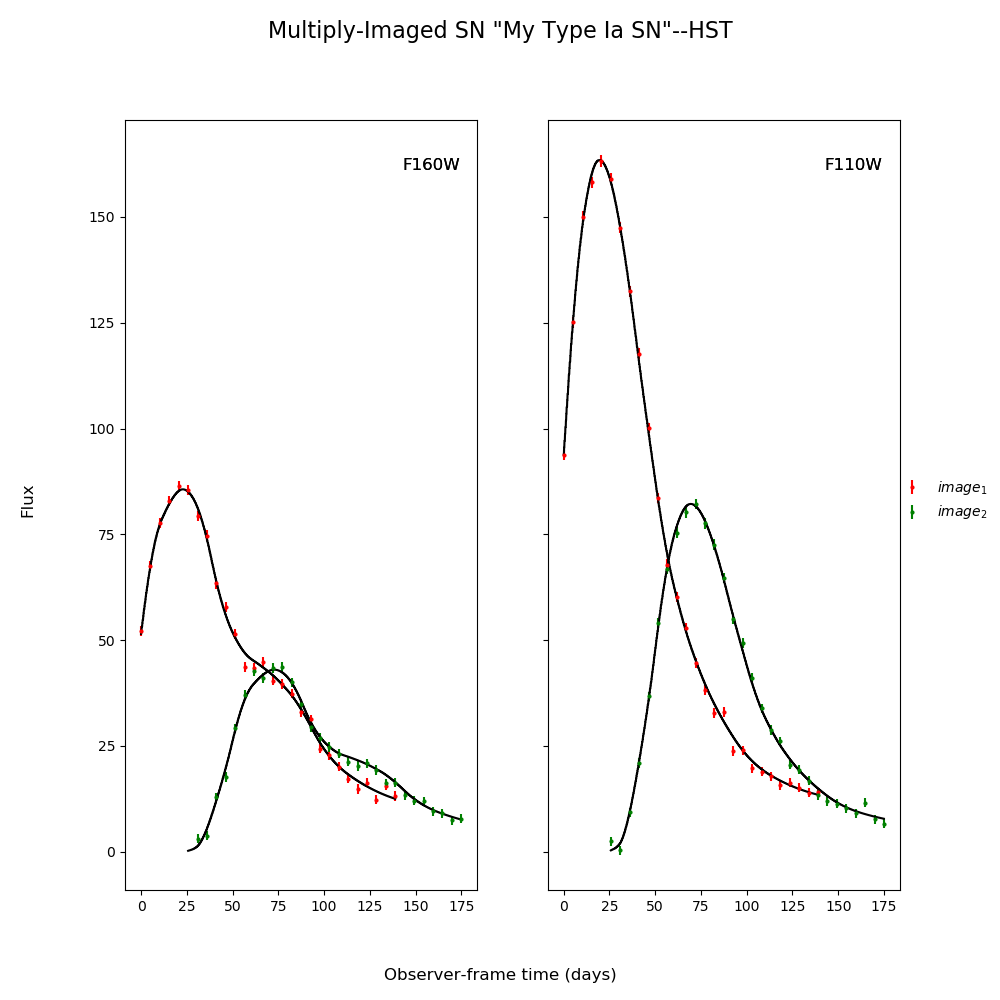 Multiply-Imaged SN "My Type Ia SN"--HST
F160W
F110W
150
125
100
75
50
25
0
Flux
image₁
image₂
0 25 50 75 100 125 150 175
0 25 50 75 100 125 150 175
Observer-frame time (days)